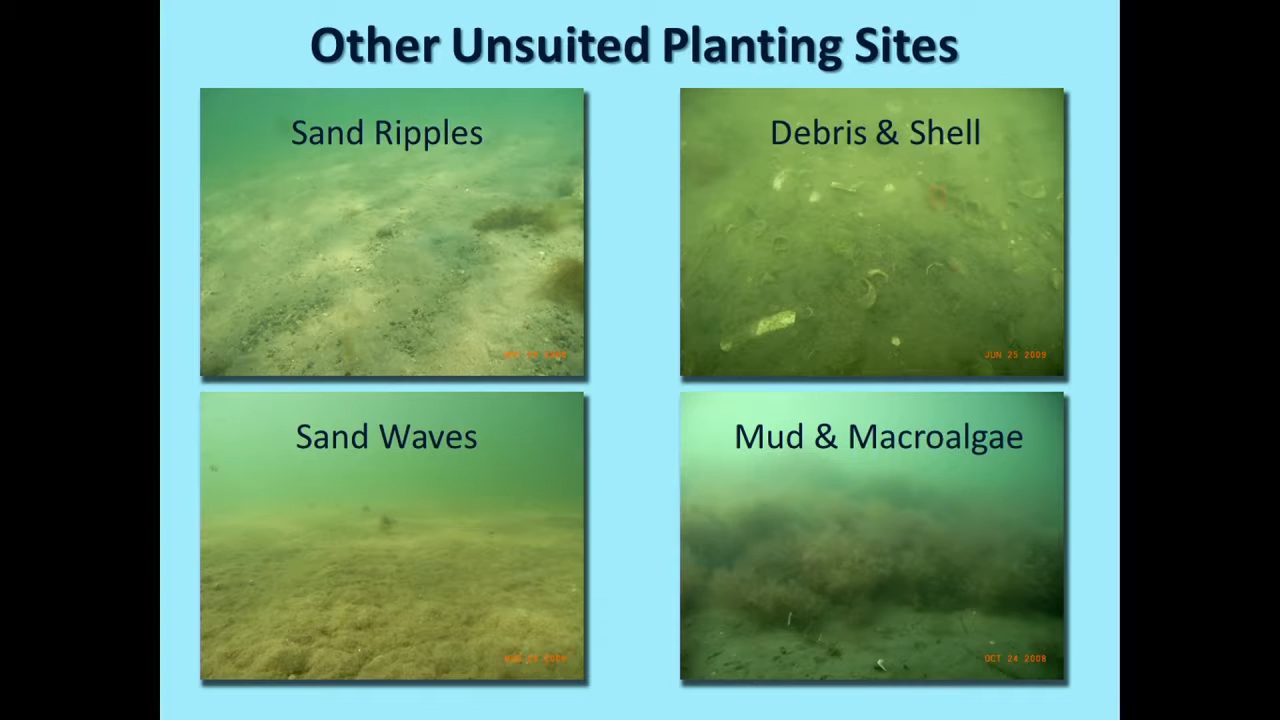 Other Unsuited Planting Sites
Sand Ripples
Debris & Shell
JUN 25 2009
Sand Waves
Mud & Macroalgae
OCT 24 2008